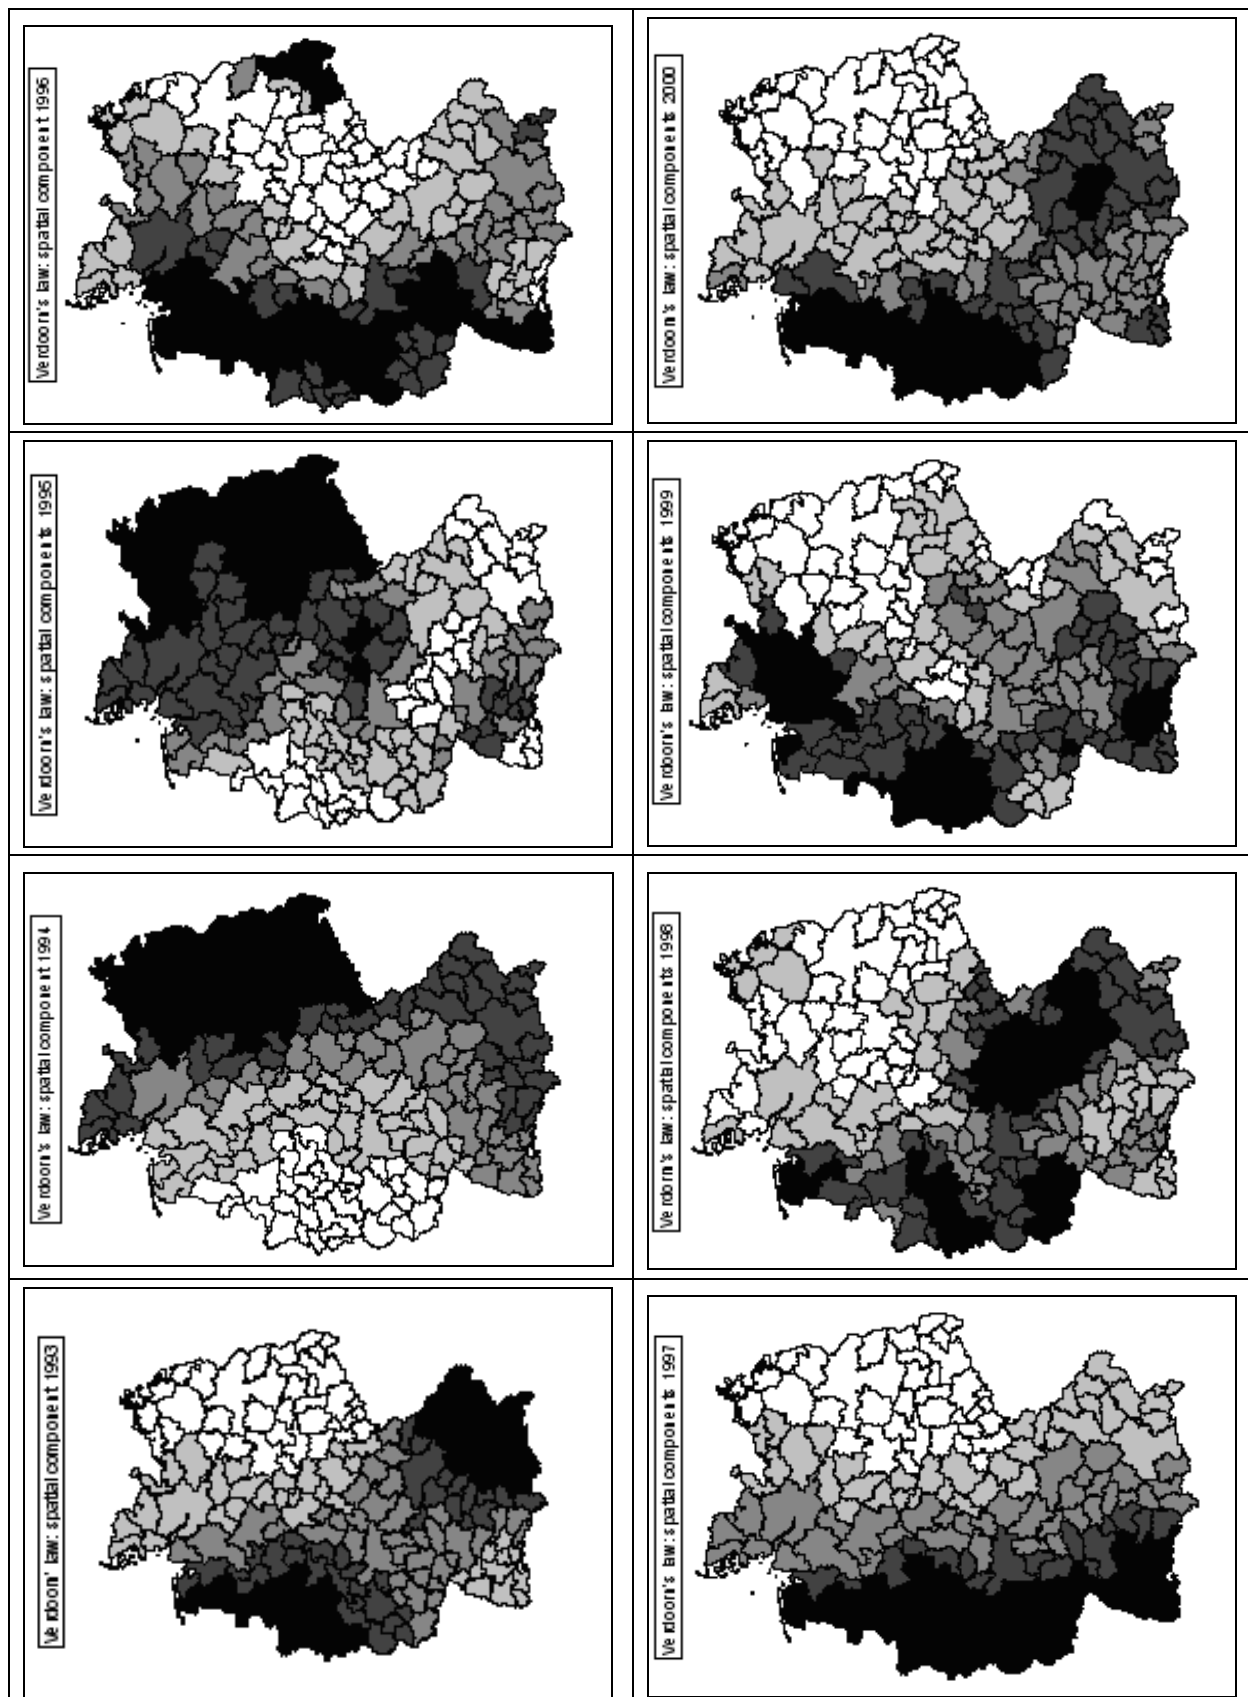 Verdoorn' law: spatial component 1993
Verdoorn's law: spatial component 1994
Verdoorn's law: spatial components 1995
Verdoorn's law: spatial component 1996
Verdoorn's law: spatial components 1997
Verdoorn's law: spatial components 1998
Verdoorn's law: spatial components 1999
Verdoorn's law: spatial components 2000